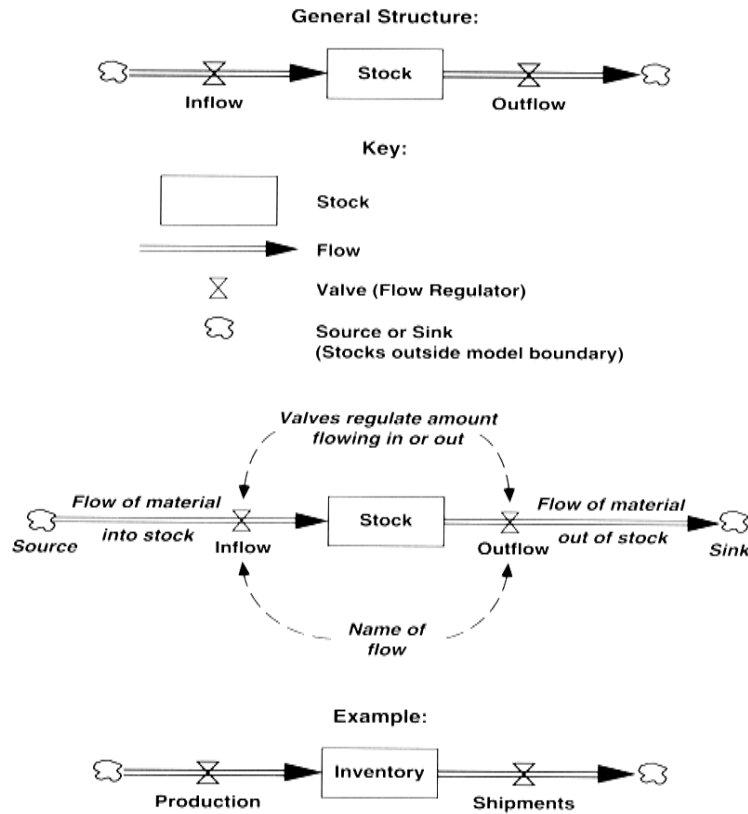 General Structure:
Stock
Inflow
Outflow
Key:
Stock
Flow
Valve (Flow Regulator)
Source or Sink
(Stocks outside model boundary)
Valves regulate amount
flowing in or out
Flow of material
into stock
Source
Inflow
Stock
Outflow
Flow of material
out of stock
Sink
Name of
flow
Example:
Inventory
Production
Shipments